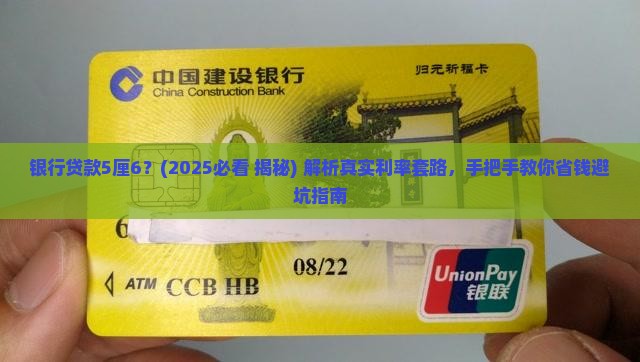 中国建设银行
China Construction Bank
归元祈福卡
银行贷款5厘6？(2025必看 揭秘) 解析真实利率套路，手把手教你省钱避
坑指南
6
08/22
ATM
CCB HB
UnionPay
银联